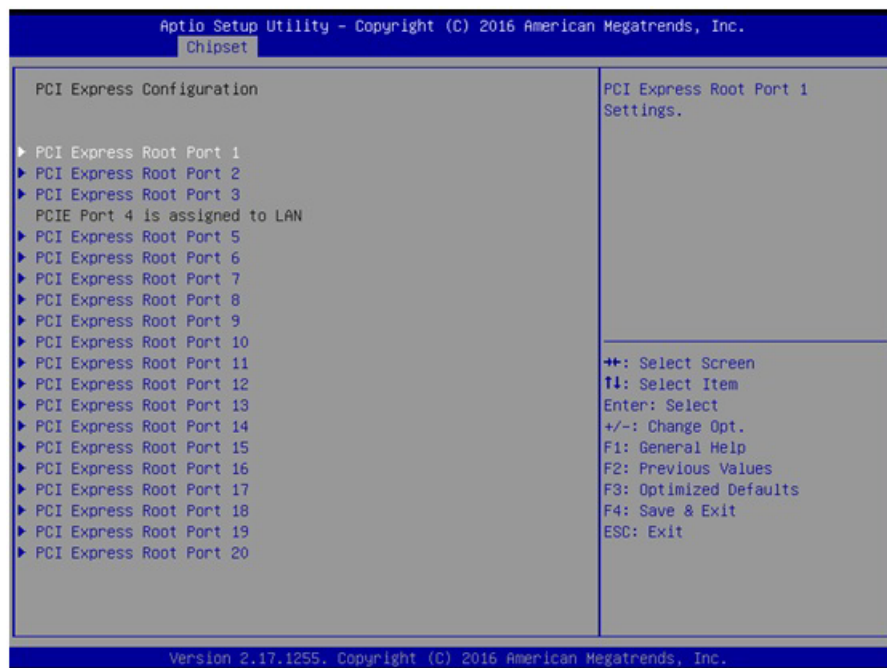 Aptio Setup Utility – Copyright (C) 2016 American Megatrends, Inc.
Chipset
PCI Express Configuration
PCI Express Root Port 1
PCI Express Root Port 2
PCI Express Root Port 3
PCIE Port 4 is assigned to LAN
PCI Express Root Port 5
PCI Express Root Port 6
PCI Express Root Port 7
PCI Express Root Port 8
PCI Express Root Port 9
PCI Express Root Port 10
PCI Express Root Port 11
PCI Express Root Port 12
PCI Express Root Port 13
PCI Express Root Port 14
PCI Express Root Port 15
PCI Express Root Port 16
PCI Express Root Port 17
PCI Express Root Port 18
PCI Express Root Port 19
PCI Express Root Port 20
PCI Express Root Port 1
Settings.
→←: Select Screen
↑↓: Select Item
Enter: Select
+/-: Change Opt.
F1: General Help
F2: Previous Values
F3: Optimized Defaults
F4: Save & Exit
ESC: Exit
Version 2.17.1255. Copyright (C) 2016 American Megatrends, Inc.